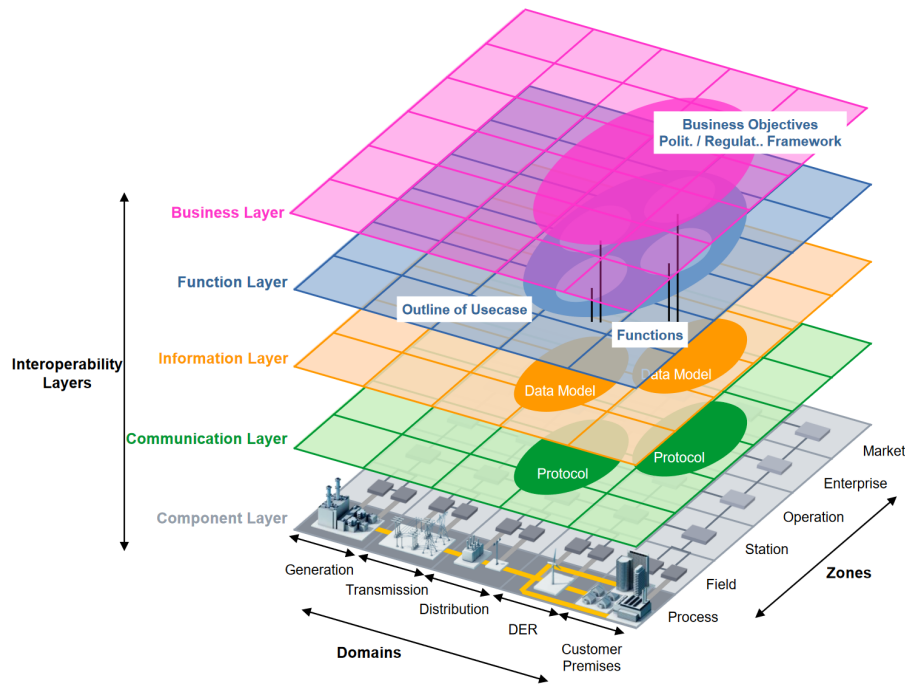 Business Objectives
Polit. / Regulat.. Framework
Business Layer
Function Layer
Outline of Usecase
Functions
Interoperability
Layers
Information Layer
Data Model
Data Model
Communication Layer
Protocol
Protocol
Component Layer
Market
Enterprise
Operation
Station
Field
Process
Zones
Generation
Transmission
Distribution
DER
Customer
Premises
Domains